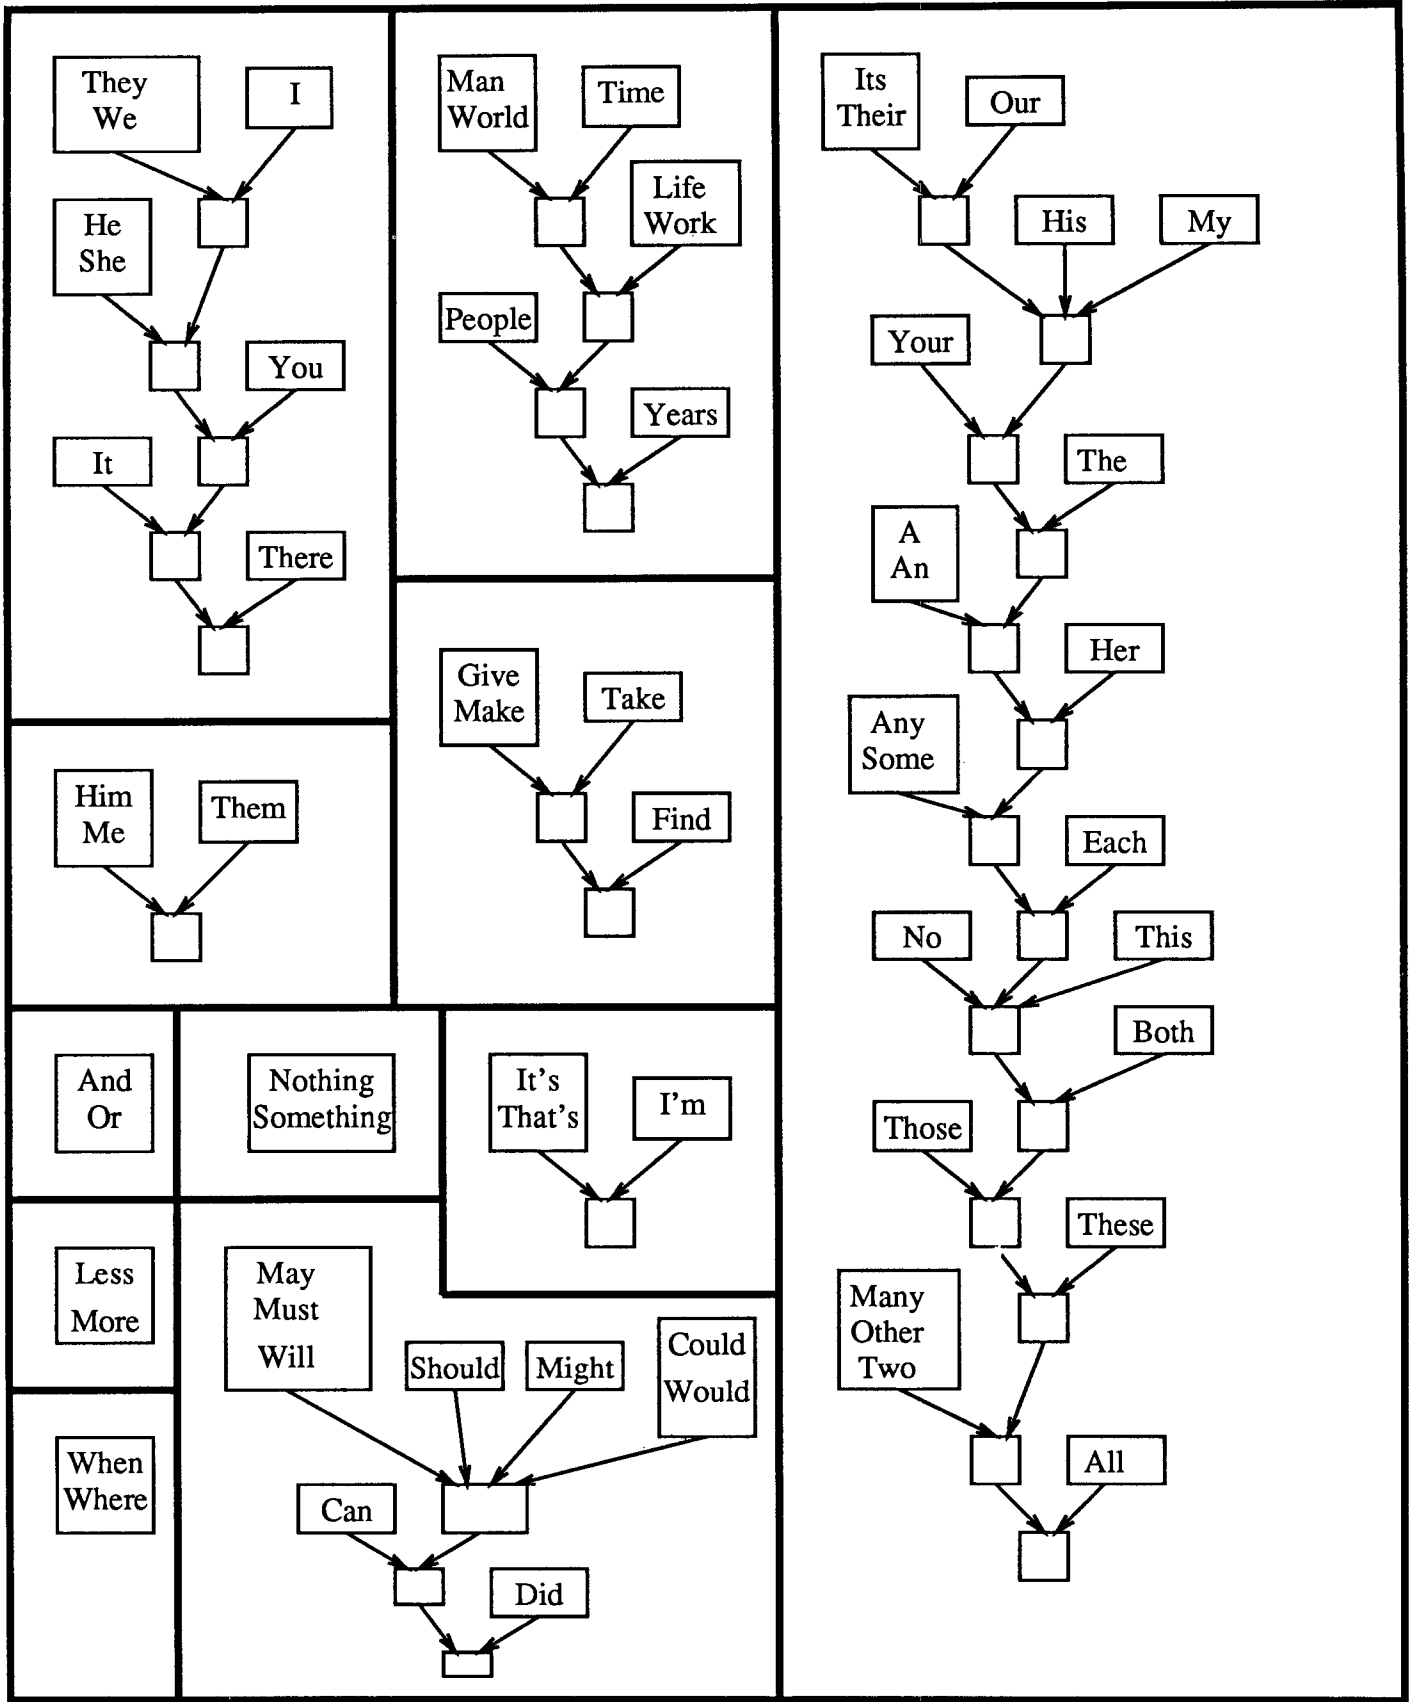 They
We
I
He
She
You
It
There
Man
World
Time
Life
Work
People
Years
Its
Their
Our
His
My
Your
The
A
An
Her
Any
Some
Each
No
This
Both
Those
These
Many
Other
Two
All
Him
Me
Them
Give
Make
Take
Find
And
Or
Nothing
Something
It's
That's
I'm
Less
More
When
Where
May
Must
Will
Should
Might
Could
Would
Can
Did